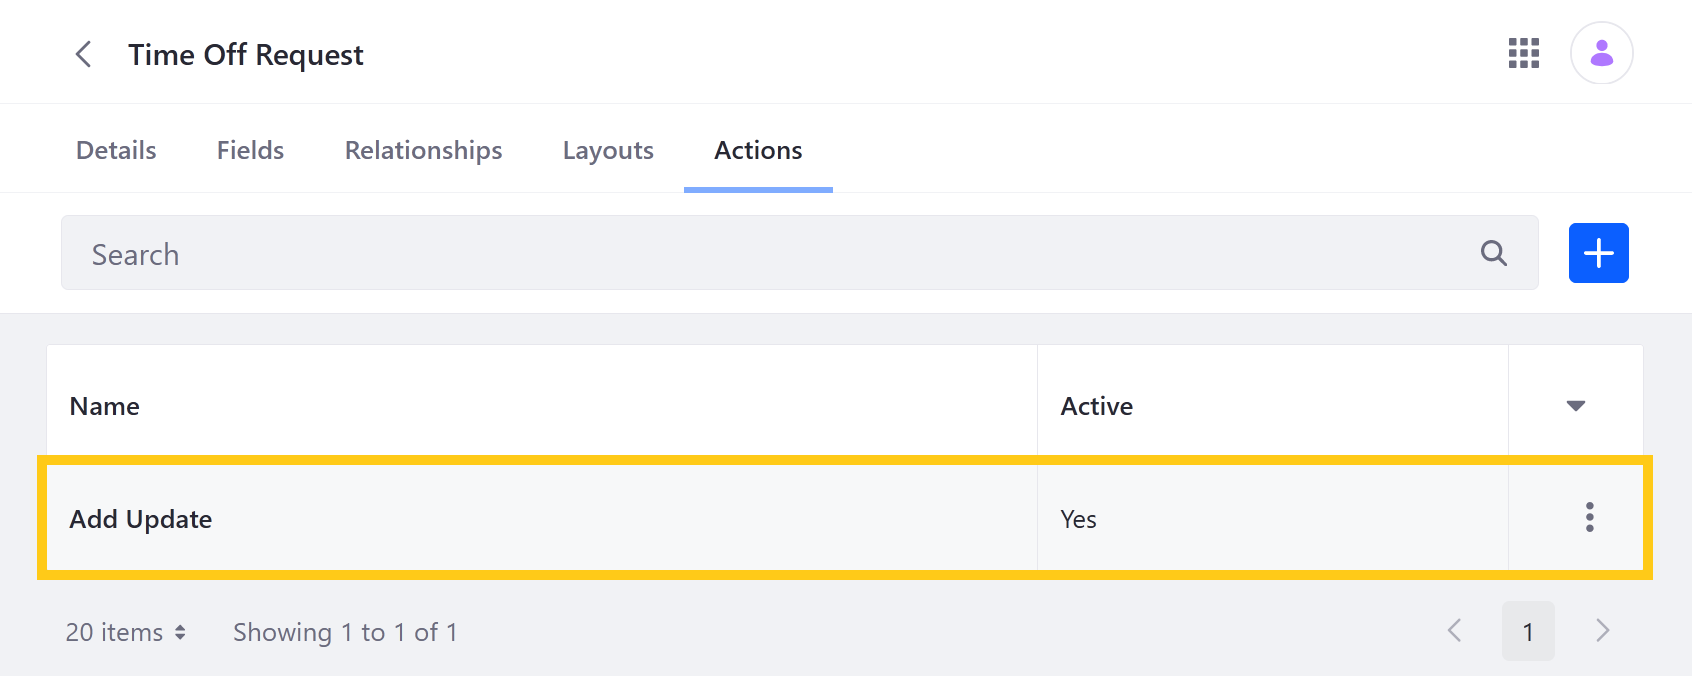 Time Off Request
Details Fields Relationships Layouts Actions
Search
Name Active
Add Update Yes
20 items Showing 1 to 1 of 1 1